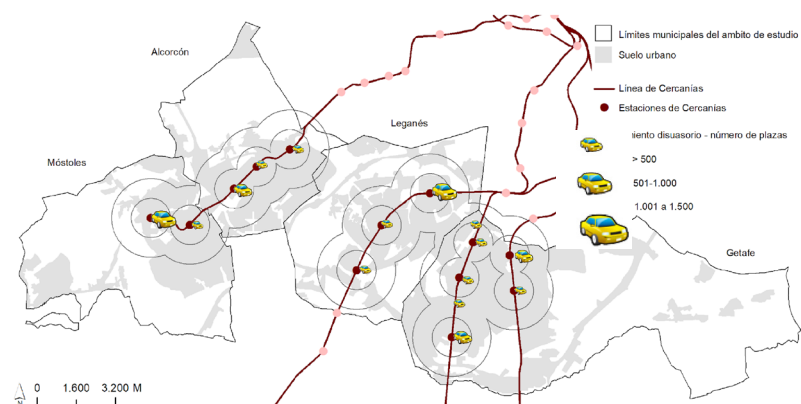 Límites municipales del ambito de estudio
Suelo urbano
Alcorcón
Línea de Cercanías
Estaciones de Cercanías
Leganés
iento disuasorio - número de plazas
> 500
Móstoles
501-1.000
1.001 a 1.500
Getafe
0 1.600 3.200 M